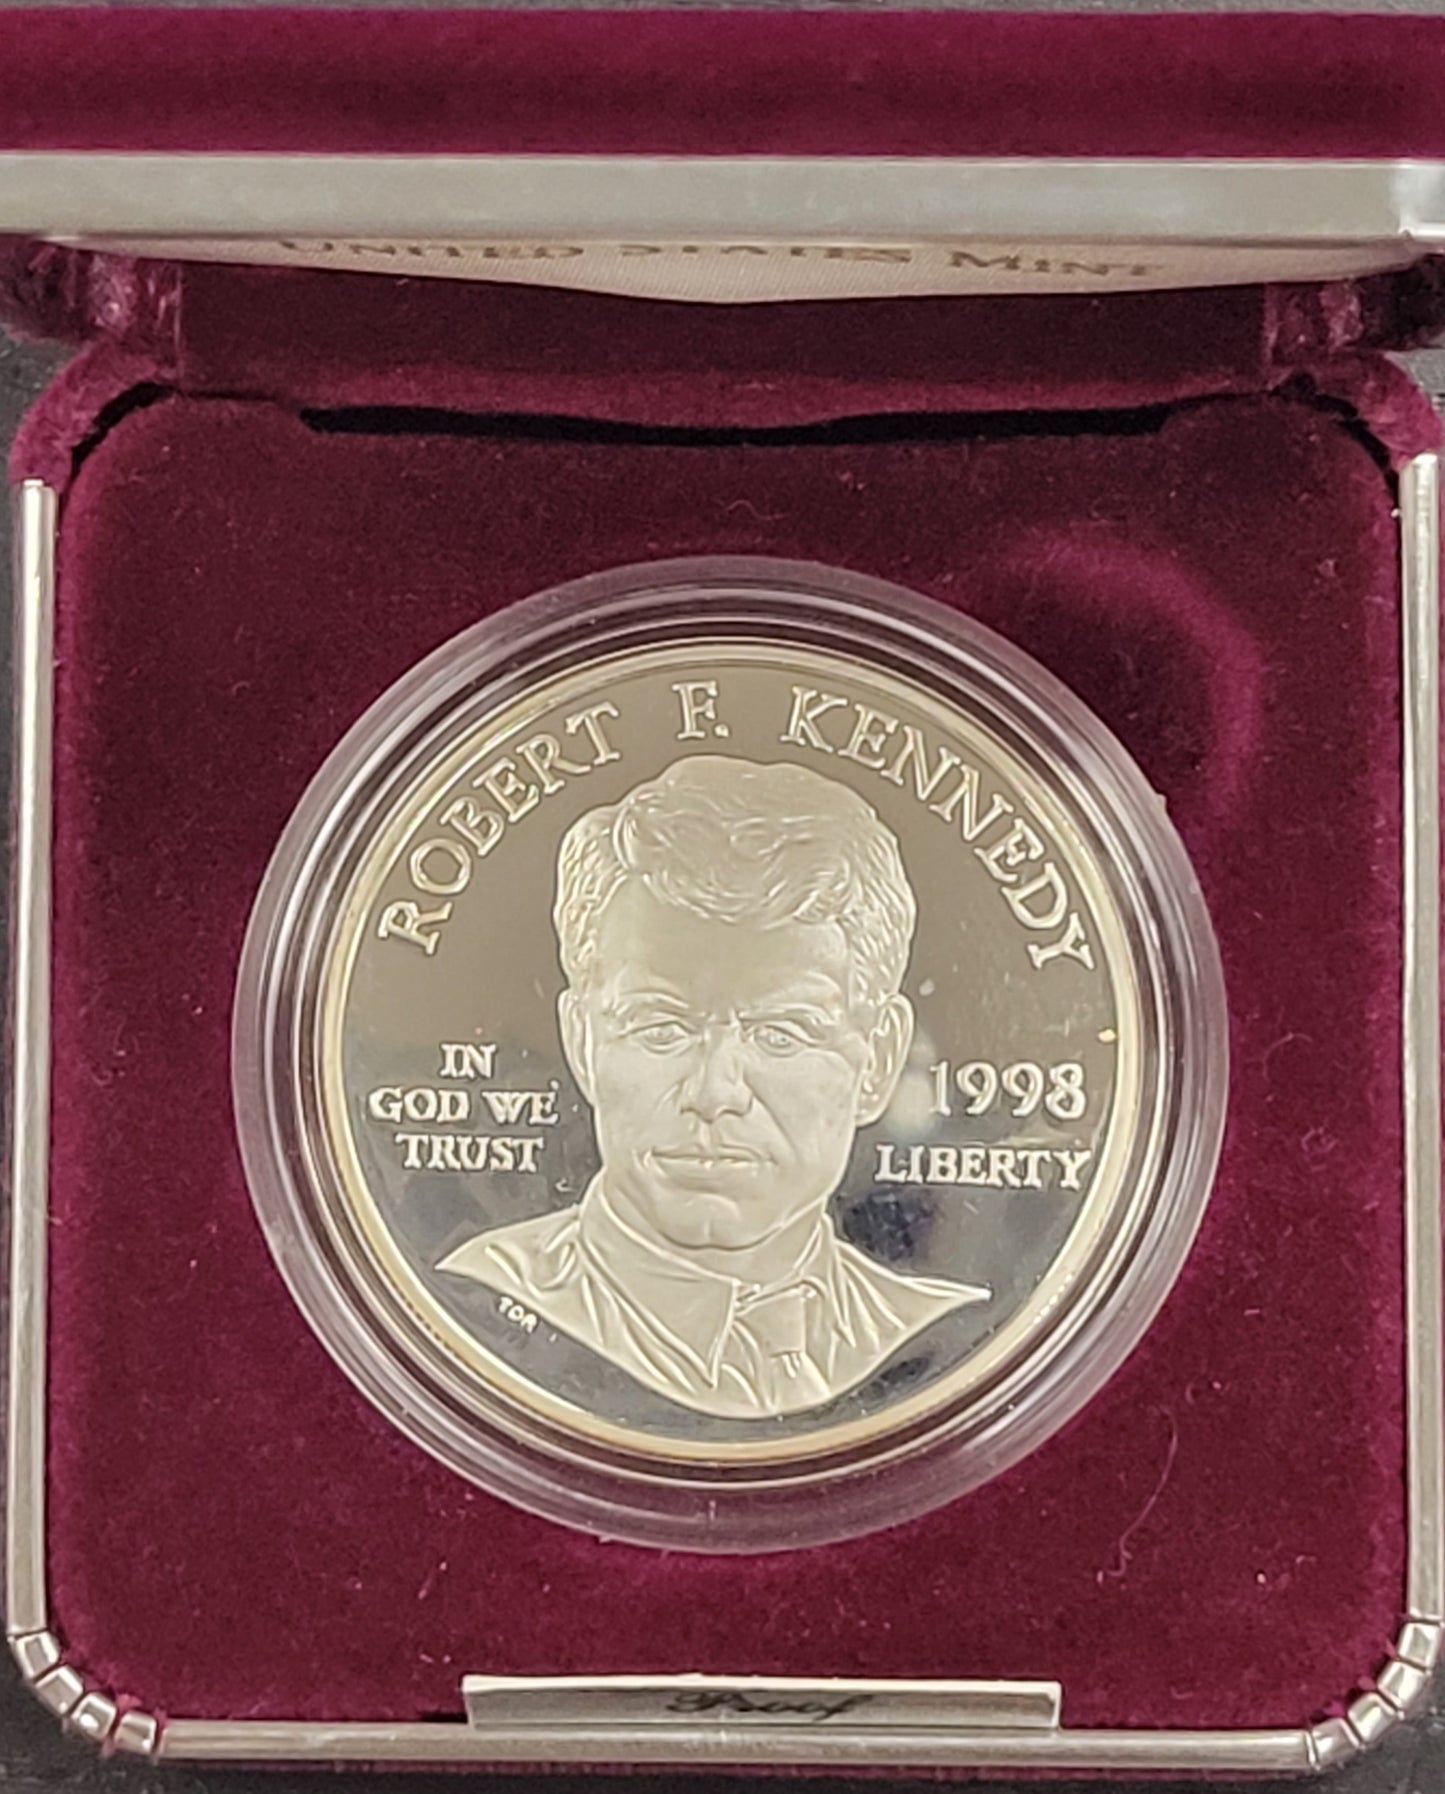 UNITED STATES MINT
ROBERT F. KENNEDY
IN
GOD WE
TRUST
1998
LIBERTY
TDR
Proof